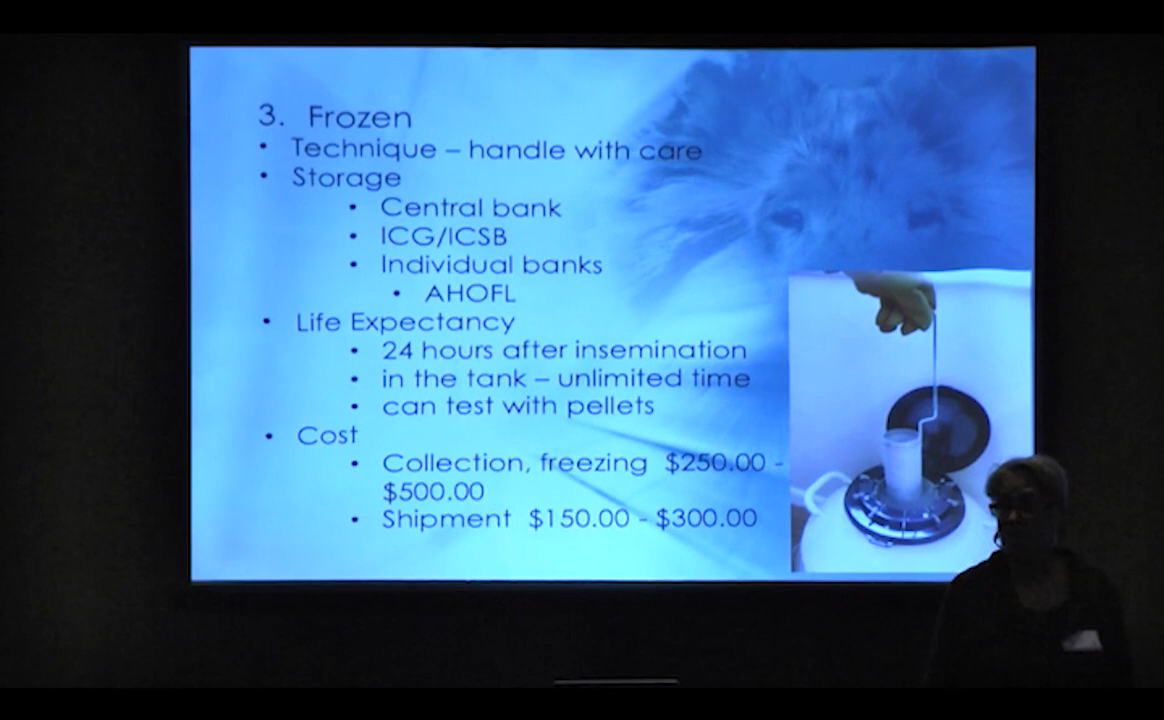 3. Frozen
• Technique – handle with care
• Storage
• Central bank
• ICG/ICSB
• Individual banks
• AHOFL
• Life Expectancy
• 24 hours after insemination
• in the tank – unlimited time
• can test with pellets
• Cost
• Collection, freezing $250.00 -
$500.00
• Shipment $150.00 - $300.00